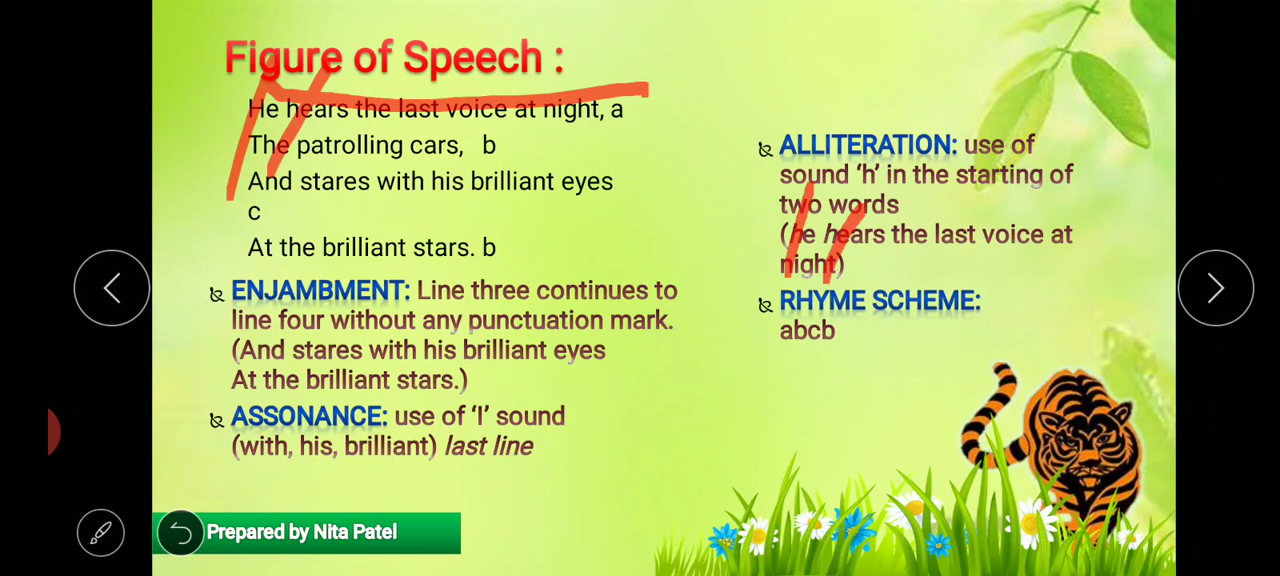 Figure of Speech :
He hears the last voice at night, a
The patrolling cars, b
And stares with his brilliant eyes
c
At the brilliant stars. b
ENJAMBMENT: Line three continues to
line four without any punctuation mark.
(And stares with his brilliant eyes
At the brilliant stars.)
ASSONANCE: use of ‘I’ sound
(with, his, brilliant) last line
ALLITERATION: use of
sound ‘h’ in the starting of
two words
(he hears the last voice at
night)
RHYME SCHEME:
abcb
Prepared by Nita Patel